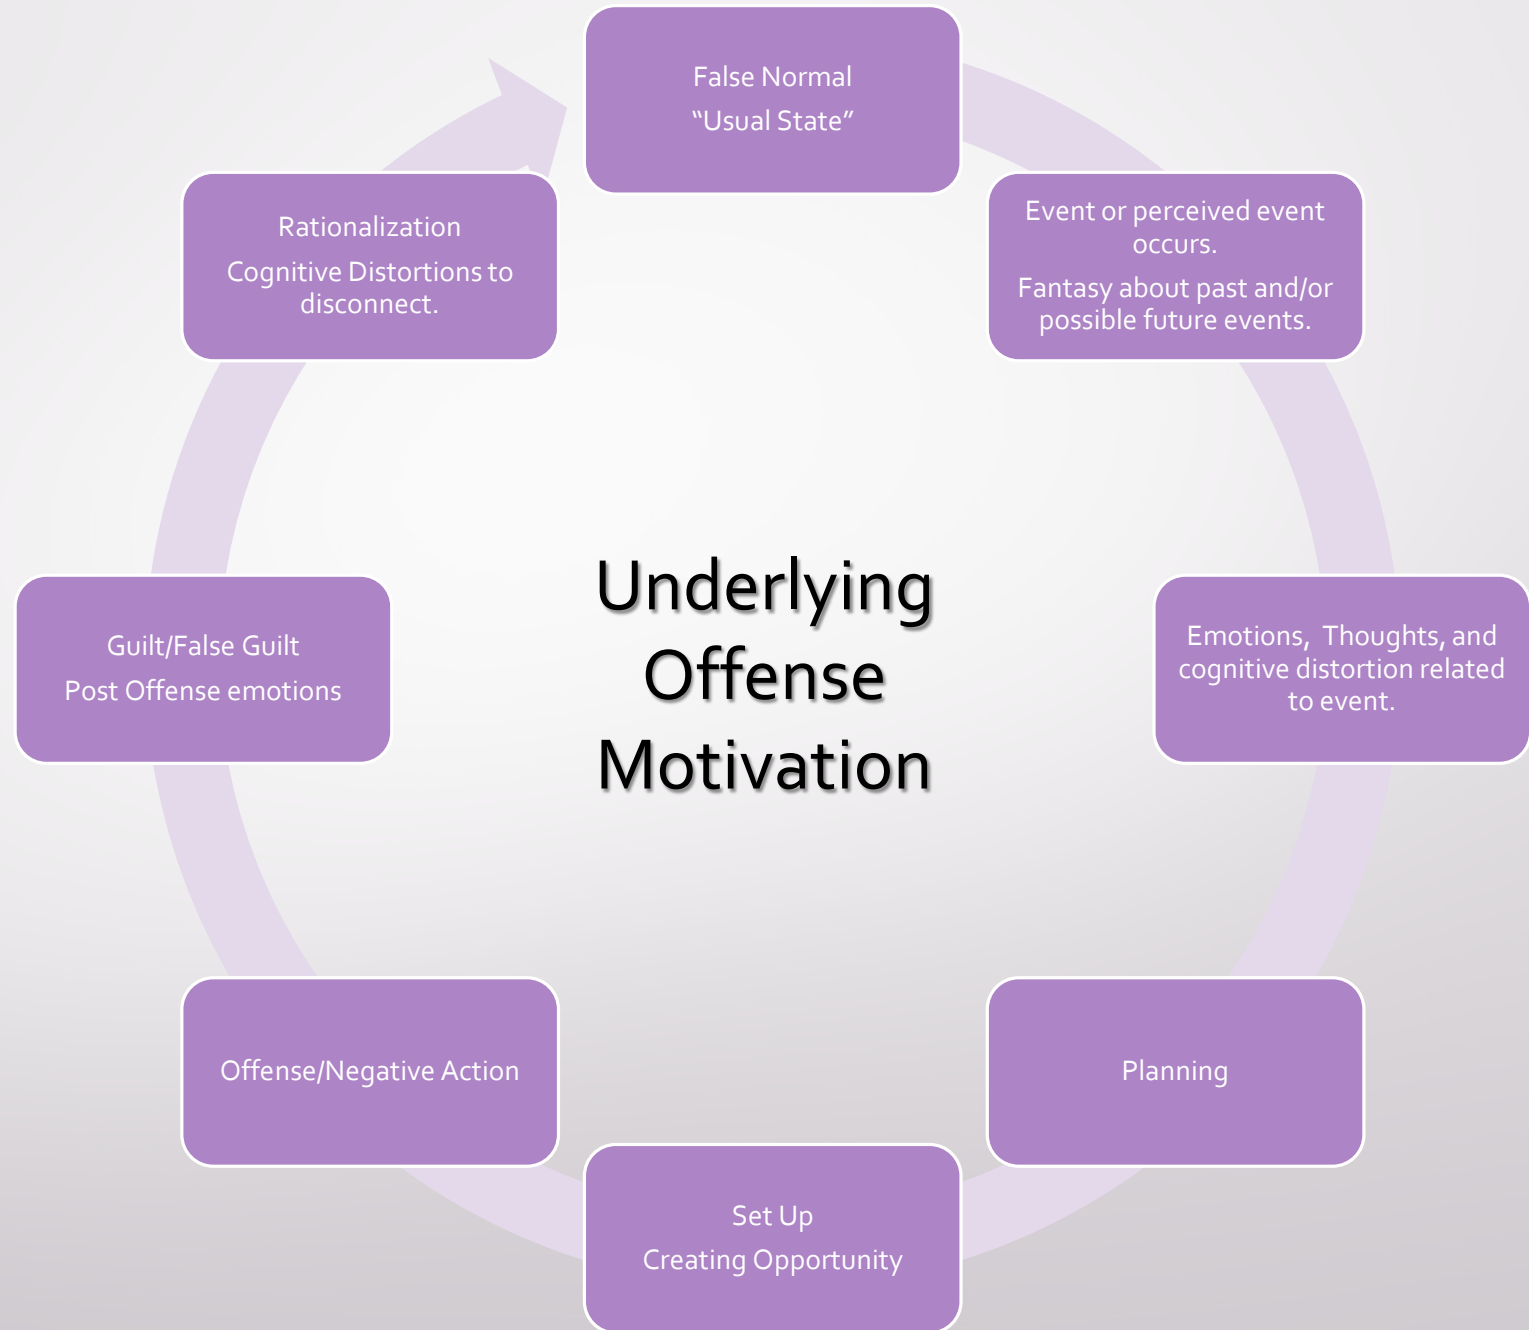 False Normal
“Usual State”
Event or perceived event
occurs.
Fantasy about past and/or
possible future events.
Emotions,  Thoughts, and
cognitive distortion related
to event.
Planning
Set Up
Creating Opportunity
Offense/Negative Action
Guilt/False Guilt
Post Offense emotions
Rationalization
Cognitive Distortions to
disconnect.
Underlying
Offense
Motivation